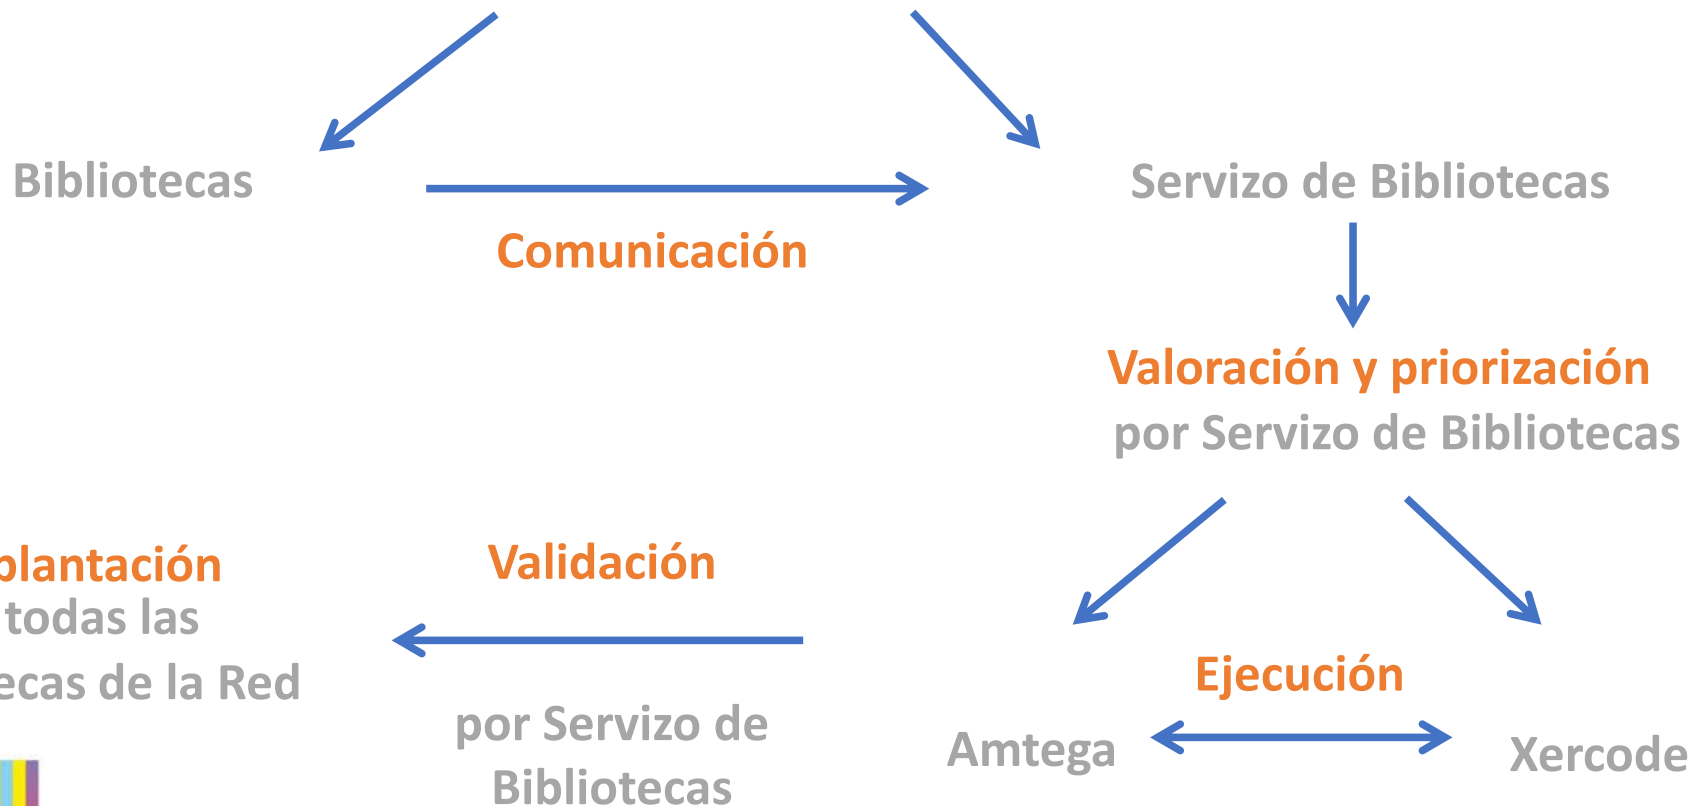 Bibliotecas
Servizo de Bibliotecas
Comunicación
Valoración y priorización
por Servizo de Bibliotecas
plantación
todas las
ecas de la Red
Validación
por Servizo de
Bibliotecas
Ejecución
Amtega
Xercode